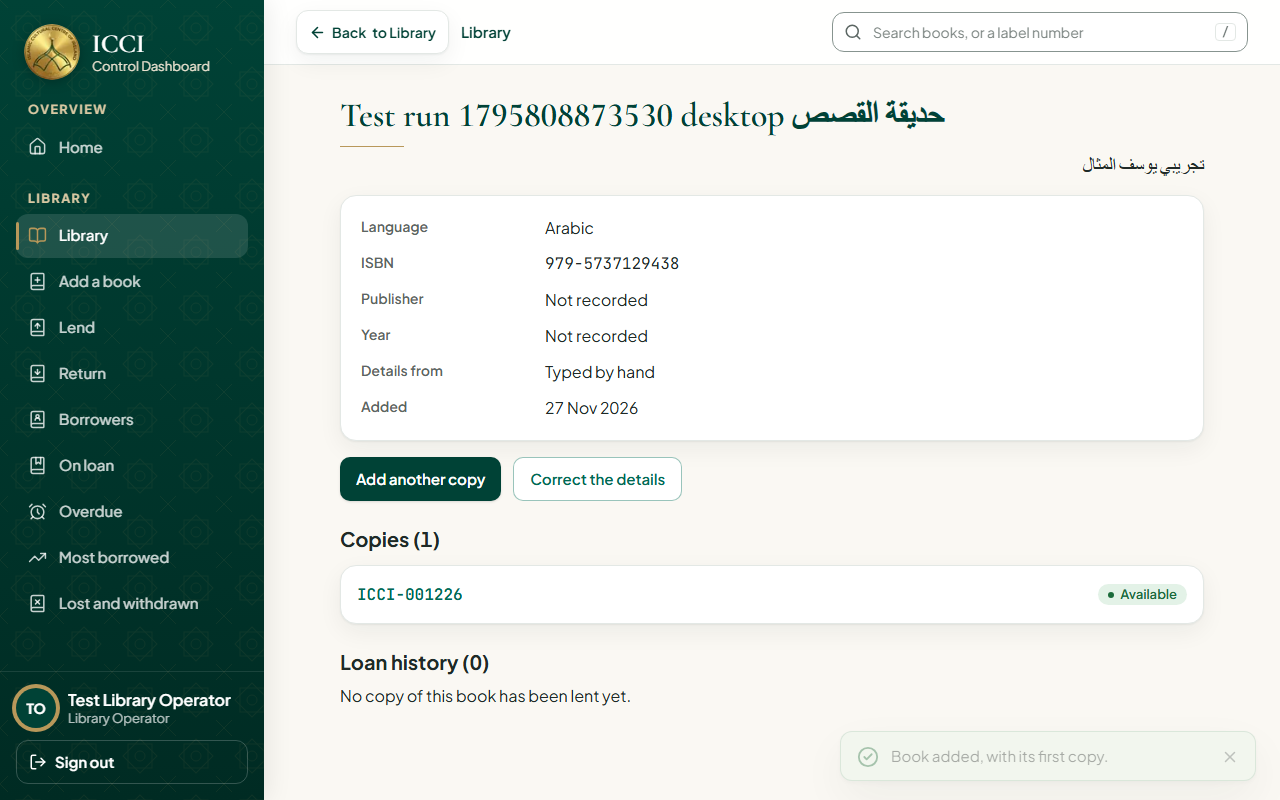 ICCI
Control Dashboard
OVERVIEW
Home
LIBRARY
Library
Add a book
Lend
Return
Borrowers
On loan
Overdue
Most borrowed
Lost and withdrawn
TO
Test Library Operator
Library Operator
Sign out
Back to Library
Library
Search books, or a label number
/
Test run 1795808873530 desktop حديقة القصص
تجريبي يوسف المثال
Language Arabic
ISBN 979-5737129438
Publisher Not recorded
Year Not recorded
Details from Typed by hand
Added 27 Nov 2026
Add another copy
Correct the details
Copies (1)
ICCI-001226 Available
Loan history (0)
No copy of this book has been lent yet.
Book added, with its first copy.